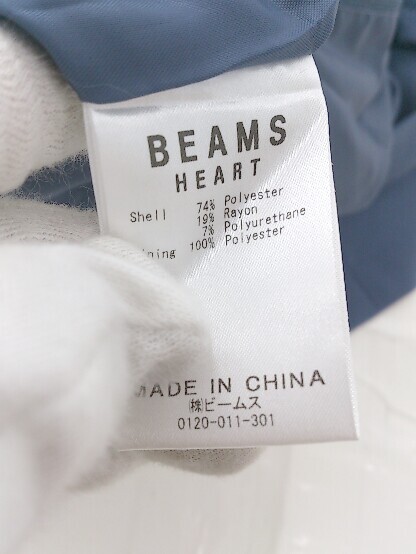 BEAMS
HEART
Shell 74% Polyester
19% Rayon
7% Polyurethane
ining 100% Polyester
MADE IN CHINA
㈱ビームス
0120-011-301